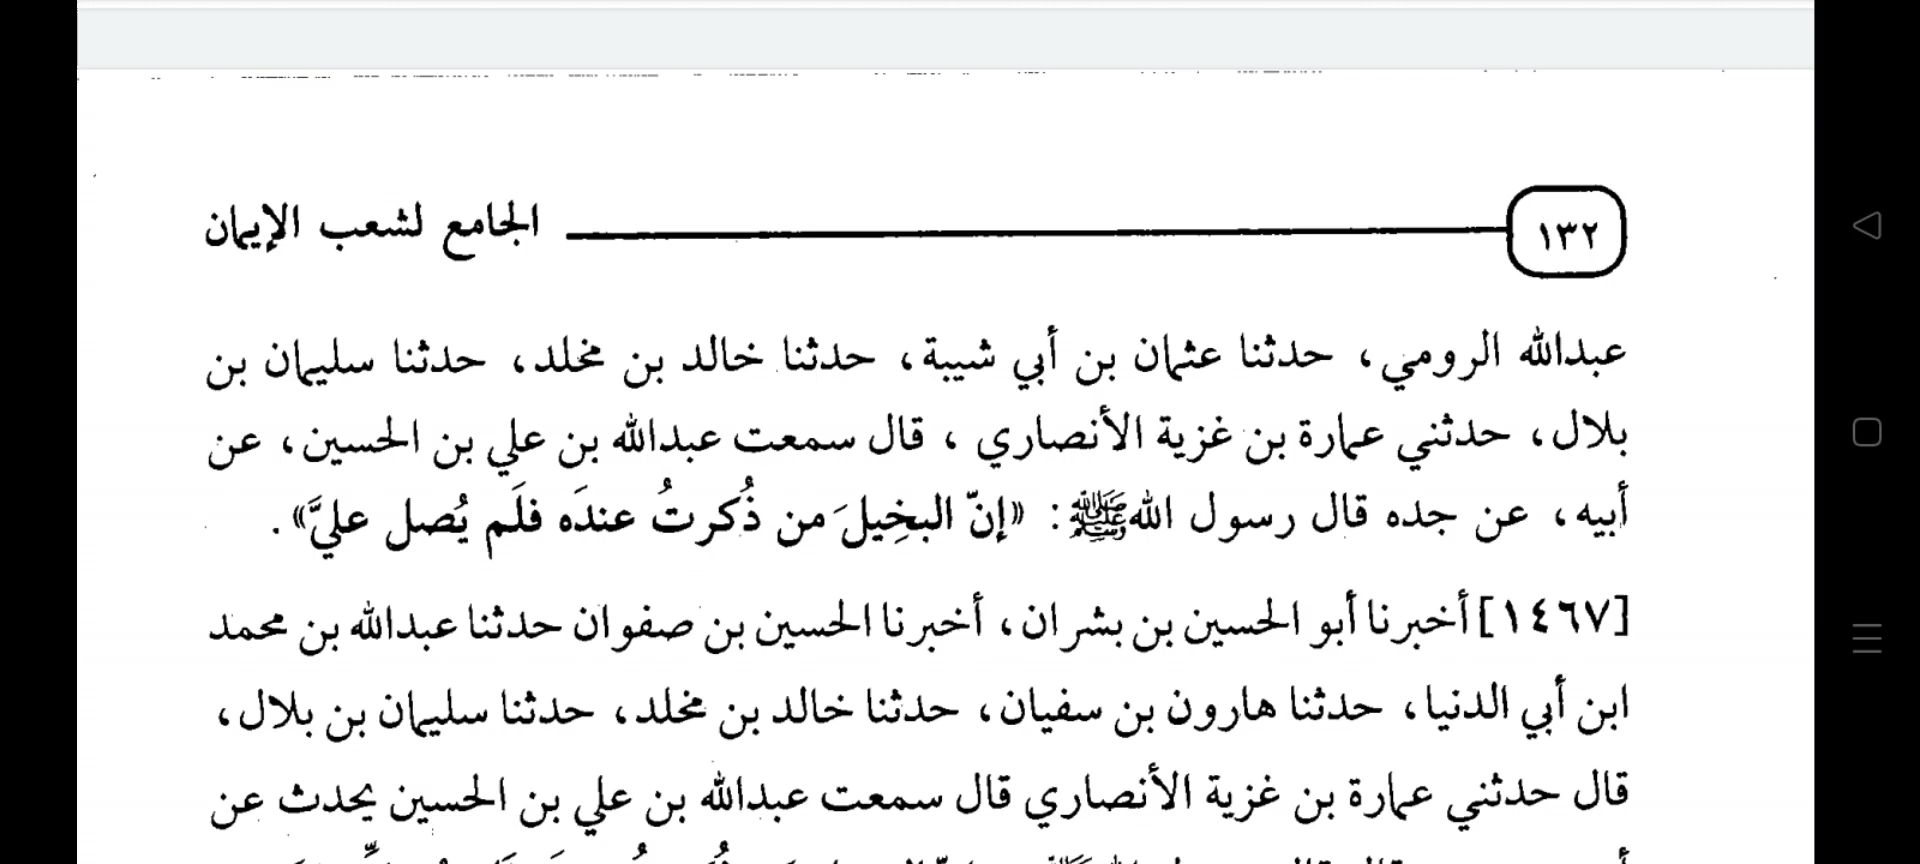 ١٣٢ الجامع لشعب الإيمان
عبدالله الرومي، حدثنا عثمان بن أبي شيبة، حدثنا خالد بن مخلد، حدثنا سليمان بن
بلال، حدثني عمارة بن غزية الأنصاري ، قال سمعت عبدالله بن علي بن الحسين، عن
أبيه، عن جده قال رسول الله ﷺ : «إنّ البخِيلَ من ذُكرتُ عندَه فلَم يُصل عليَّ» .
[١٤٦٧] أخبرنا أبو الحسين بن بشران، أخبرنا الحسين بن صفوان حدثنا عبدالله بن محمد
ابن أبي الدنيا، حدثنا هارون بن سفيان، حدثنا خالد بن مخلد، حدثنا سليمان بن بلال،
قال حدثني عمارة بن غزية الأنصاري قال سمعت عبدالله بن علي بن الحسين يحدث عن